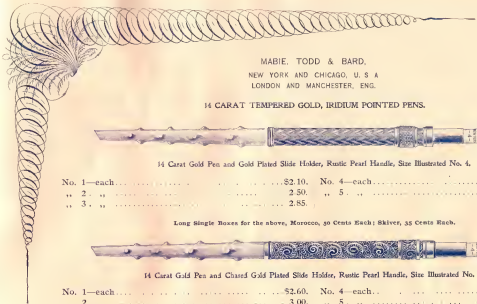 MABIE, TODD & BARD,
NEW YORK AND CHICAGO, U. S A
LONDON AND MANCHESTER, ENG.
14 CARAT TEMPERED GOLD, IRIDIUM POINTED PENS.
14 Carat Gold Pen and Gold Plated Slide Holder, Rustic Pearl Handle, Size Illustrated No. 4.
No. 1—each . . . $2.10. No. 4—each . . .
„ 2 . „ . . . 2.50. „ 5 . „ . . .
„ 3 . „ . . . 2.85.
Long Single Boxes for the above, Morocco, 30 Cents Each; Skiver, 35 Cents Each.
14 Carat Gold Pen and Chased Gold Plated Slide Holder, Rustic Pearl Handle, Size Illustrated No.
No. 1—each . . . $2.60. No. 4—each . . .
2 . . . 3.00. 5 . . .